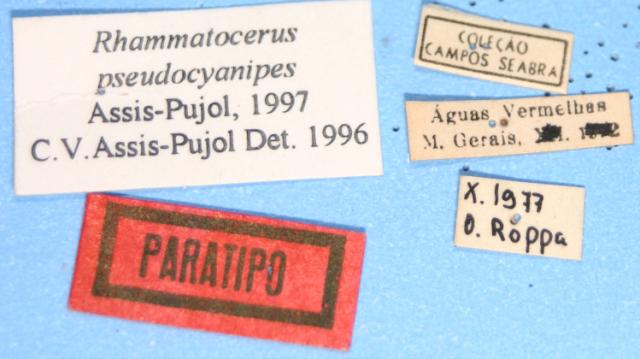 Rhammatocerus
pseudocyanipes
Assis-Pujol, 1997
C.V.Assis-Pujol Det. 1996
COLEÇÃO
CAMPOS SEABRA
Águas Vermelhas
M. Gerais,
X. 1977
O. Roppa
PARATIPO